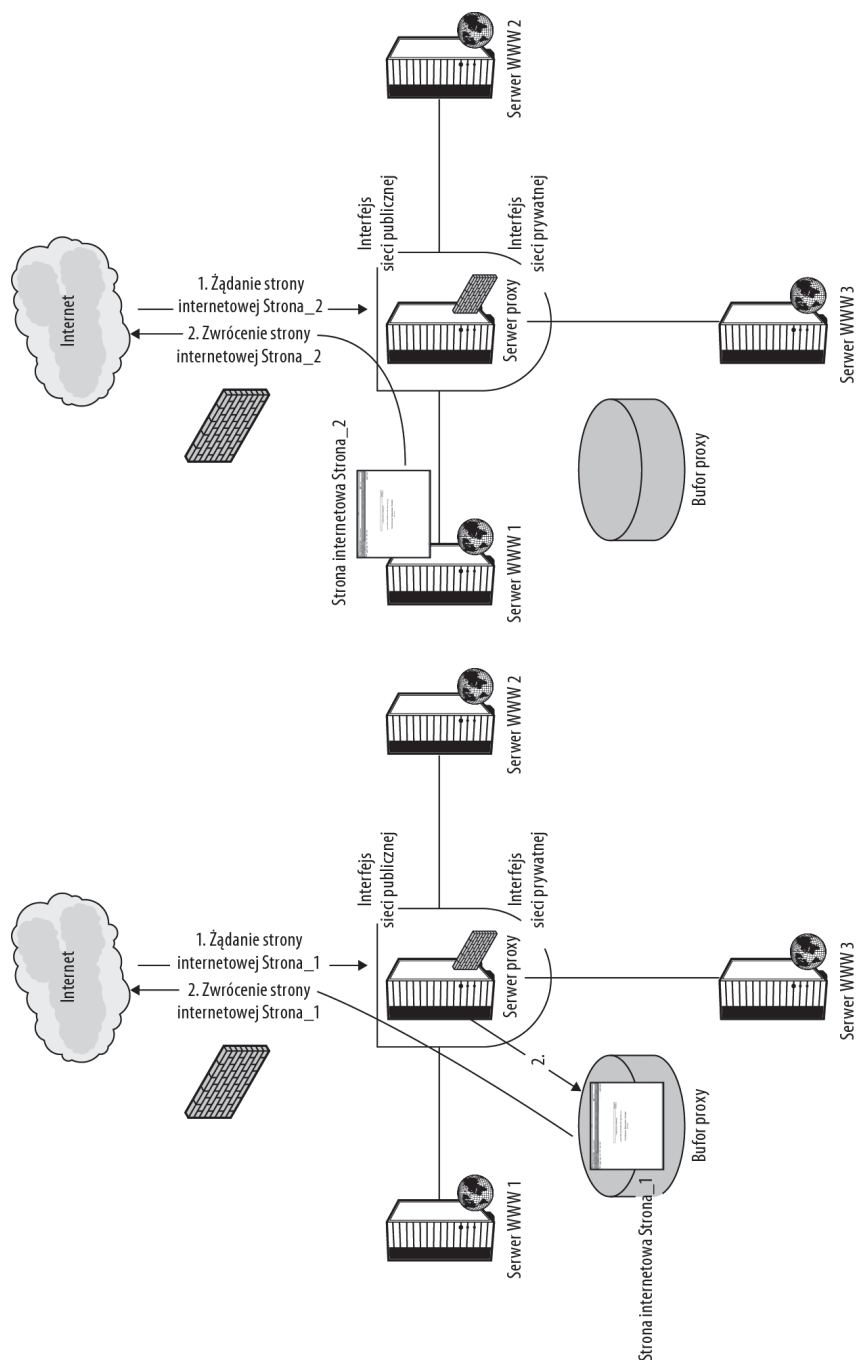 Internet
1. Żądanie strony
internetowej Strona_2
2. Zwrócenie strony
internetowej Strona_2
Interfejs
sieci publicznej
Serwer WWW 2
Serwer proxy
Interfejs
sieci prywatnej
Strona internetowa Strona_2
Serwer WWW 1
Serwer WWW 3
Bufor proxy
Internet
1. Żądanie strony
internetowej Strona_1
2. Zwrócenie strony
internetowej Strona_1
Interfejs
sieci publicznej
Serwer WWW 2
Serwer proxy
Interfejs
sieci prywatnej
Serwer WWW 1
2.
Serwer WWW 3
Bufor proxy
Strona internetowa Strona_1